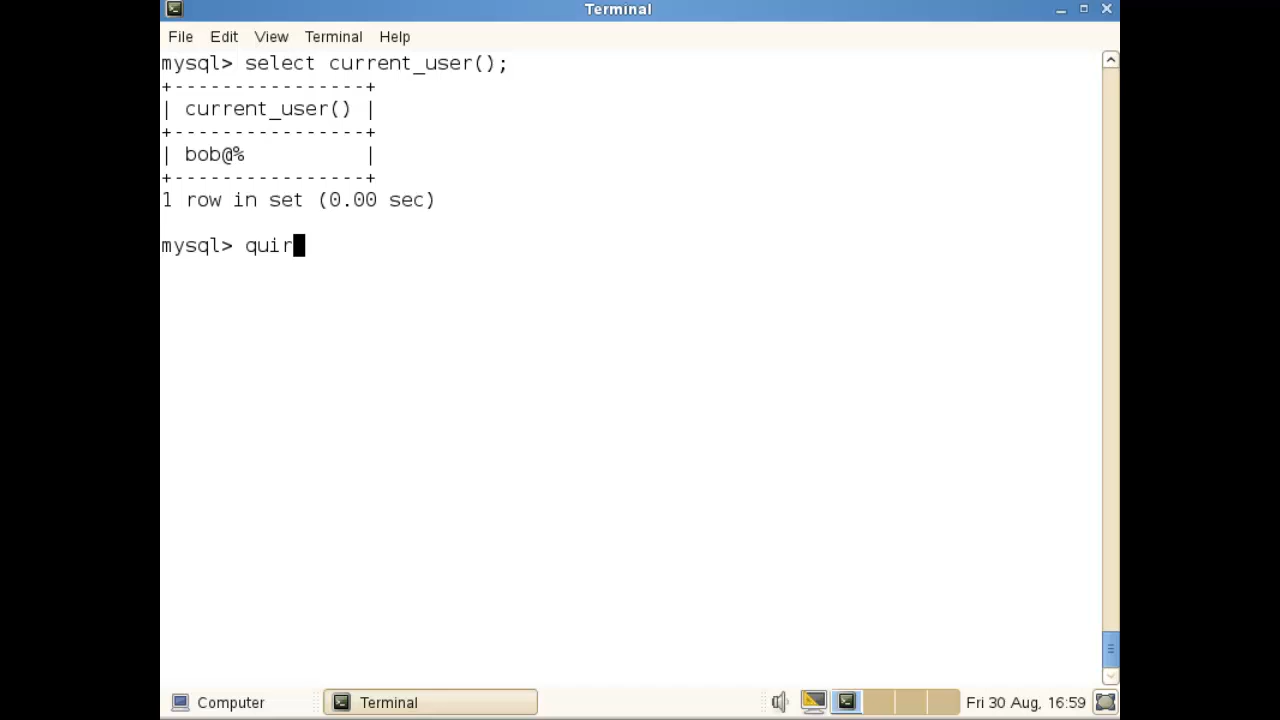 Terminal
File Edit View Terminal Help
mysql> select current_user();
+----------------+
| current_user() |
+----------------+
| bob@%          |
+----------------+
1 row in set (0.00 sec)
mysql> quir
Computer Terminal Fri 30 Aug, 16:59